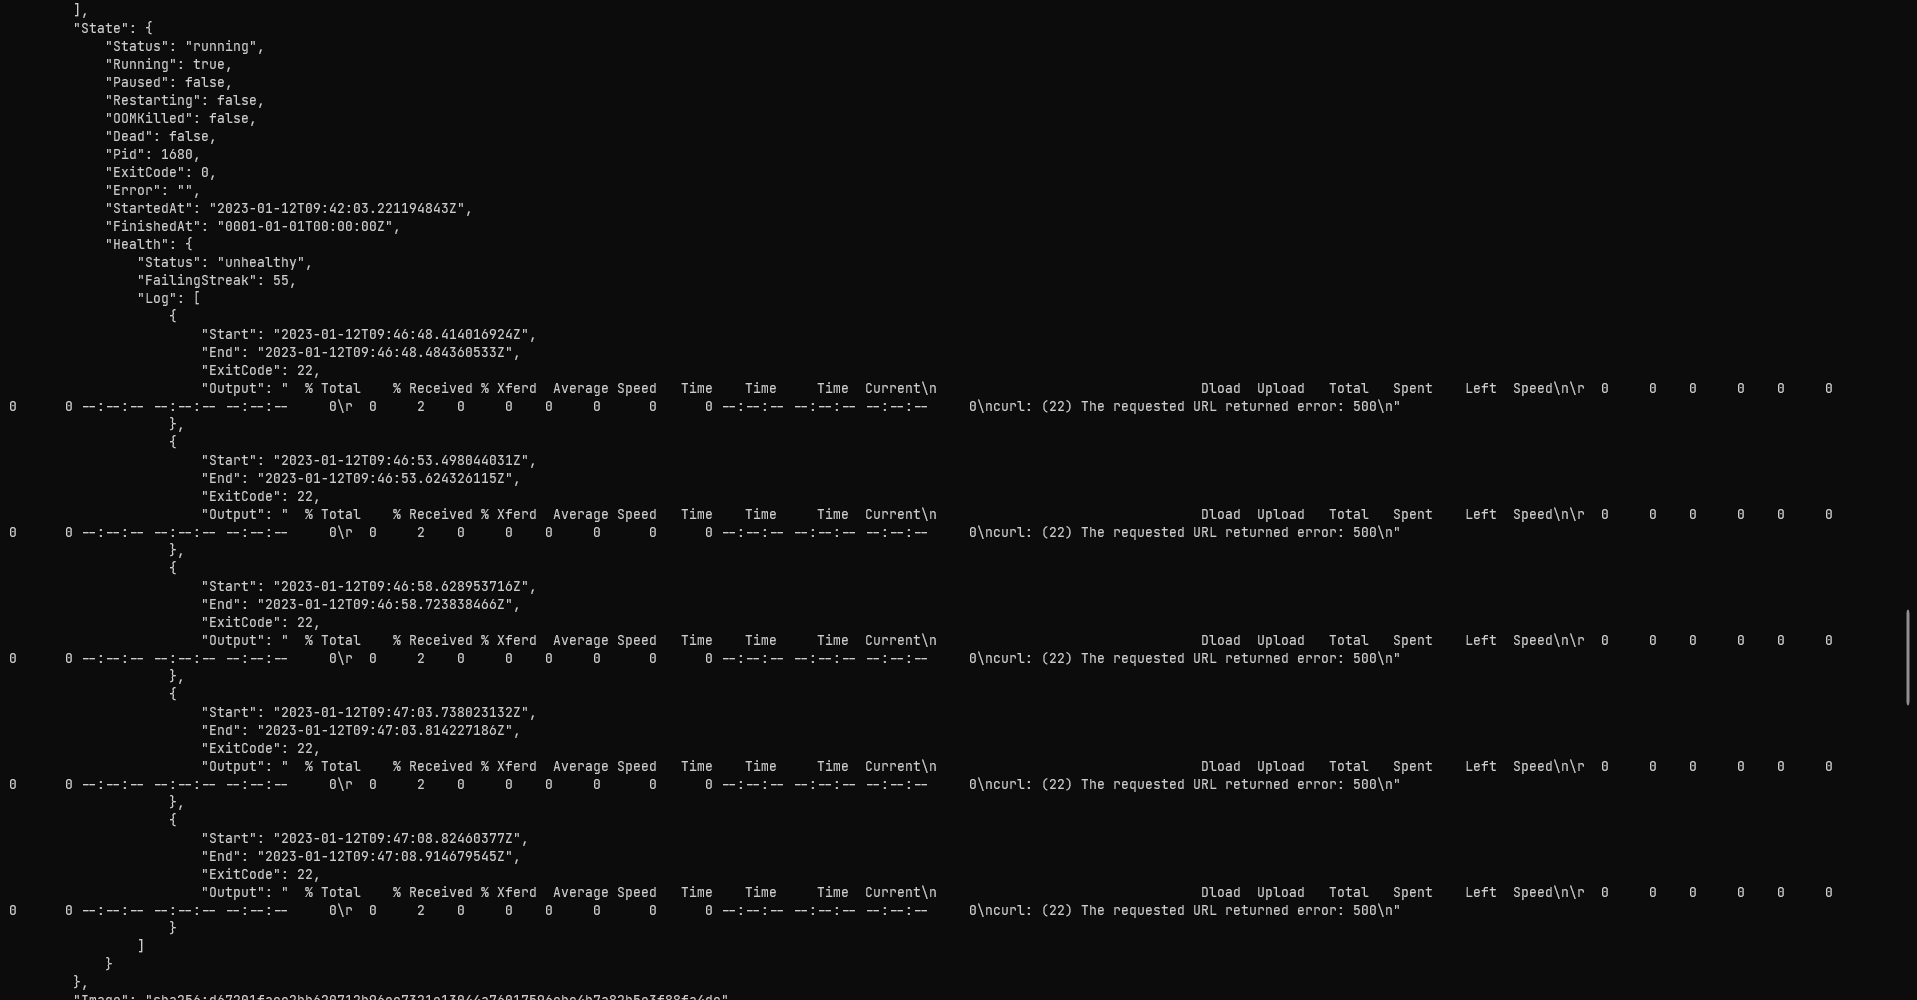 ],
"State": {
"Status": "running",
"Running": true,
"Paused": false,
"Restarting": false,
"OOMKilled": false,
"Dead": false,
"Pid": 1680,
"ExitCode": 0,
"Error": "",
"StartedAt": "2023-01-12T09:42:03.221194843Z",
"FinishedAt": "0001-01-01T00:00:00Z",
"Health": {
"Status": "unhealthy",
"FailingStreak": 55,
"Log": [
{
"Start": "2023-01-12T09:46:48.414016924Z",
"End": "2023-01-12T09:46:48.484360533Z",
"ExitCode": 22,
"Output": "  % Total    % Received % Xferd  Average Speed   Time    Time     Time  Current\n                                 Dload  Upload   Total   Spent    Left  Speed\n\r  0     0    0     0    0     0
0      0 --:--:-- --:--:-- --:--:--     0\r  0     2    0     0    0     0      0      0 --:--:-- --:--:-- --:--:--     0\ncurl: (22) The requested URL returned error: 500\n"
},
{
"Start": "2023-01-12T09:46:53.498044031Z",
"End": "2023-01-12T09:46:53.624326115Z",
"ExitCode": 22,
"Output": "  % Total    % Received % Xferd  Average Speed   Time    Time     Time  Current\n                                 Dload  Upload   Total   Spent    Left  Speed\n\r  0     0    0     0    0     0
0      0 --:--:-- --:--:-- --:--:--     0\r  0     2    0     0    0     0      0      0 --:--:-- --:--:-- --:--:--     0\ncurl: (22) The requested URL returned error: 500\n"
},
{
"Start": "2023-01-12T09:46:58.628953716Z",
"End": "2023-01-12T09:46:58.723838466Z",
"ExitCode": 22,
"Output": "  % Total    % Received % Xferd  Average Speed   Time    Time     Time  Current\n                                 Dload  Upload   Total   Spent    Left  Speed\n\r  0     0    0     0    0     0
0      0 --:--:-- --:--:-- --:--:--     0\r  0     2    0     0    0     0      0      0 --:--:-- --:--:-- --:--:--     0\ncurl: (22) The requested URL returned error: 500\n"
},
{
"Start": "2023-01-12T09:47:03.738023132Z",
"End": "2023-01-12T09:47:03.814227186Z",
"ExitCode": 22,
"Output": "  % Total    % Received % Xferd  Average Speed   Time    Time     Time  Current\n                                 Dload  Upload   Total   Spent    Left  Speed\n\r  0     0    0     0    0     0
0      0 --:--:-- --:--:-- --:--:--     0\r  0     2    0     0    0     0      0      0 --:--:-- --:--:-- --:--:--     0\ncurl: (22) The requested URL returned error: 500\n"
},
{
"Start": "2023-01-12T09:47:08.82460377Z",
"End": "2023-01-12T09:47:08.914679545Z",
"ExitCode": 22,
"Output": "  % Total    % Received % Xferd  Average Speed   Time    Time     Time  Current\n                                 Dload  Upload   Total   Spent    Left  Speed\n\r  0     0    0     0    0     0
0      0 --:--:-- --:--:-- --:--:--     0\r  0     2    0     0    0     0      0      0 --:--:-- --:--:-- --:--:--     0\ncurl: (22) The requested URL returned error: 500\n"
}
]
}
},
"Image":